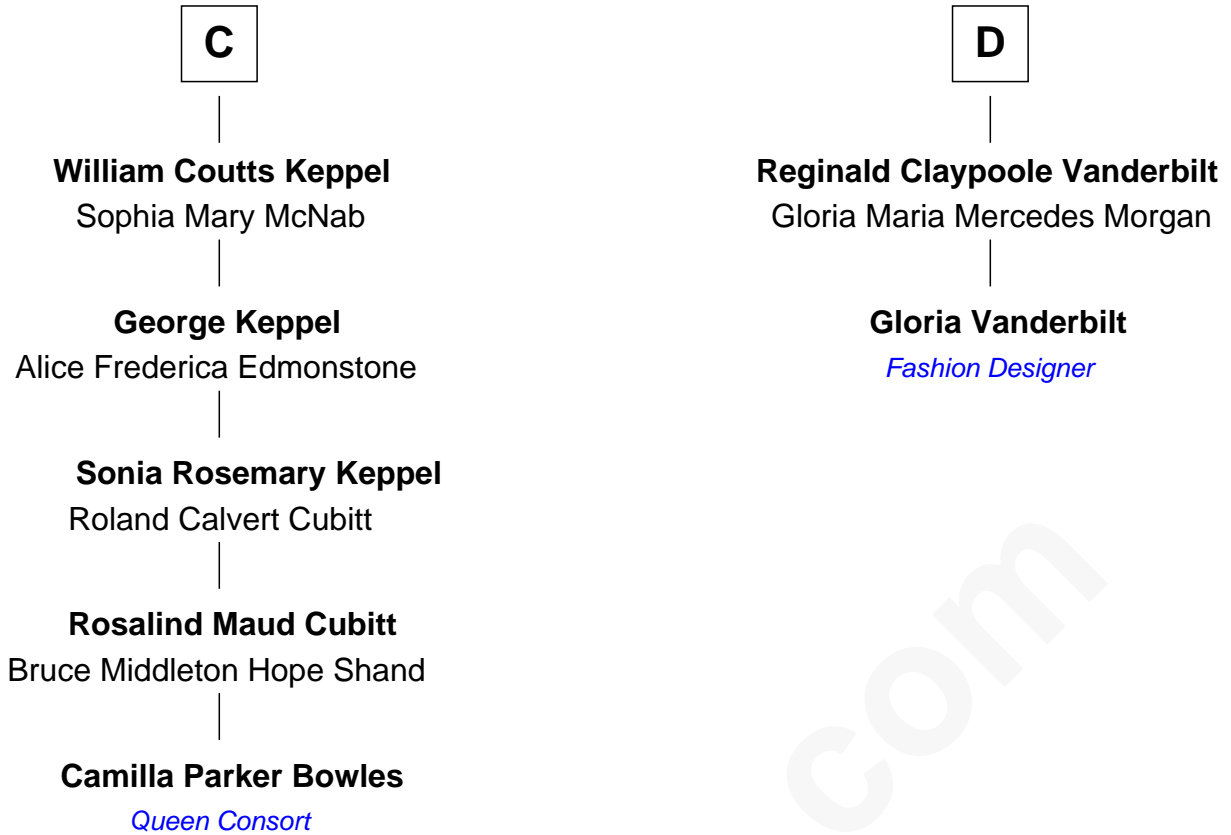 C
William Coutts Keppel
Sophia Mary McNab
George Keppel
Alice Frederica Edmonstone
Sonia Rosemary Keppel
Roland Calvert Cubitt
Rosalind Maud Cubitt
Bruce Middleton Hope Shand
Camilla Parker Bowles
Queen Consort
D
Reginald Claypoole Vanderbilt
Gloria Maria Mercedes Morgan
Gloria Vanderbilt
Fashion Designer
com